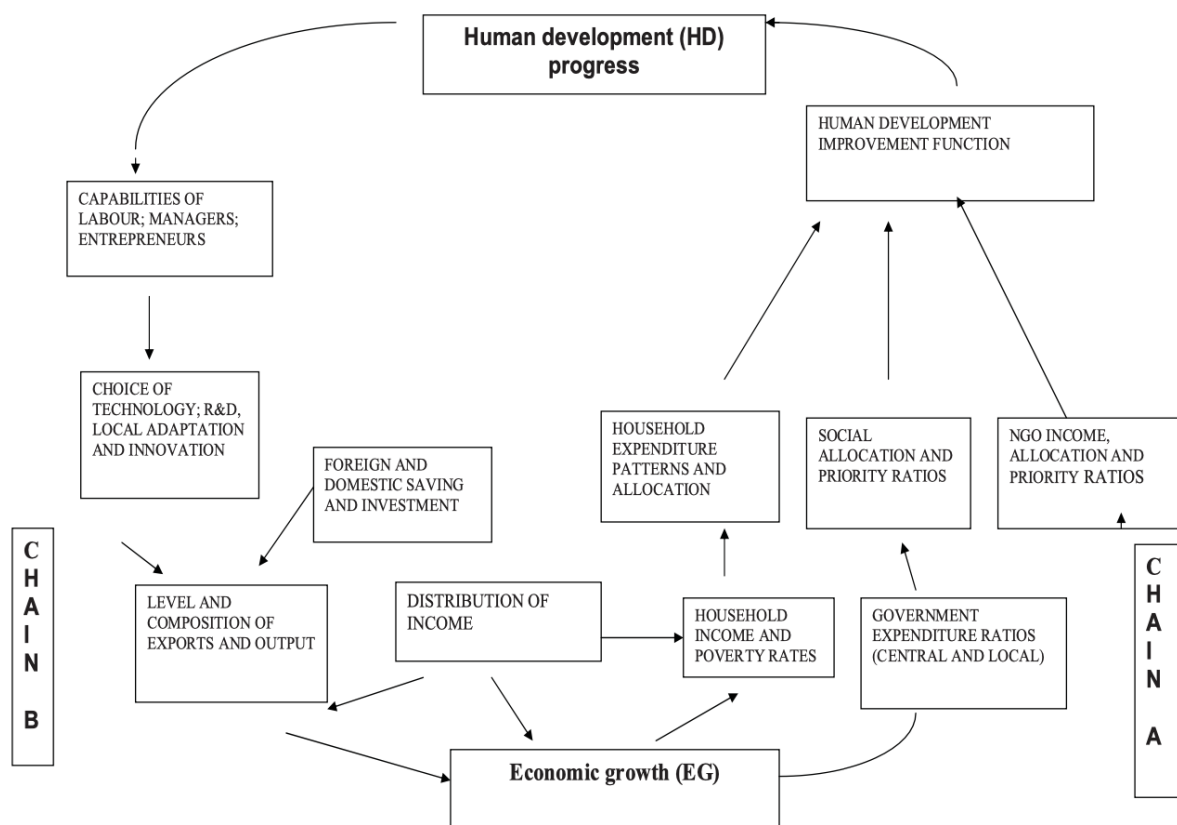 Human development (HD)
progress
HUMAN DEVELOPMENT
IMPROVEMENT FUNCTION
CAPABILITIES OF
LABOUR; MANAGERS;
ENTREPRENEURS
CHOICE OF
TECHNOLOGY; R&D,
LOCAL ADAPTATION
AND INNOVATION
FOREIGN AND
DOMESTIC SAVING
AND INVESTMENT
HOUSEHOLD
EXPENDITURE
PATTERNS AND
ALLOCATION
SOCIAL
ALLOCATION AND
PRIORITY RATIOS
NGO INCOME,
ALLOCATION AND
PRIORITY RATIOS
CHAIN B
LEVEL AND
COMPOSITION OF
EXPORTS AND OUTPUT
DISTRIBUTION OF
INCOME
HOUSEHOLD
INCOME AND
POVERTY RATES
GOVERNMENT
EXPENDITURE RATIOS
(CENTRAL AND LOCAL)
CHAIN A
Economic growth (EG)